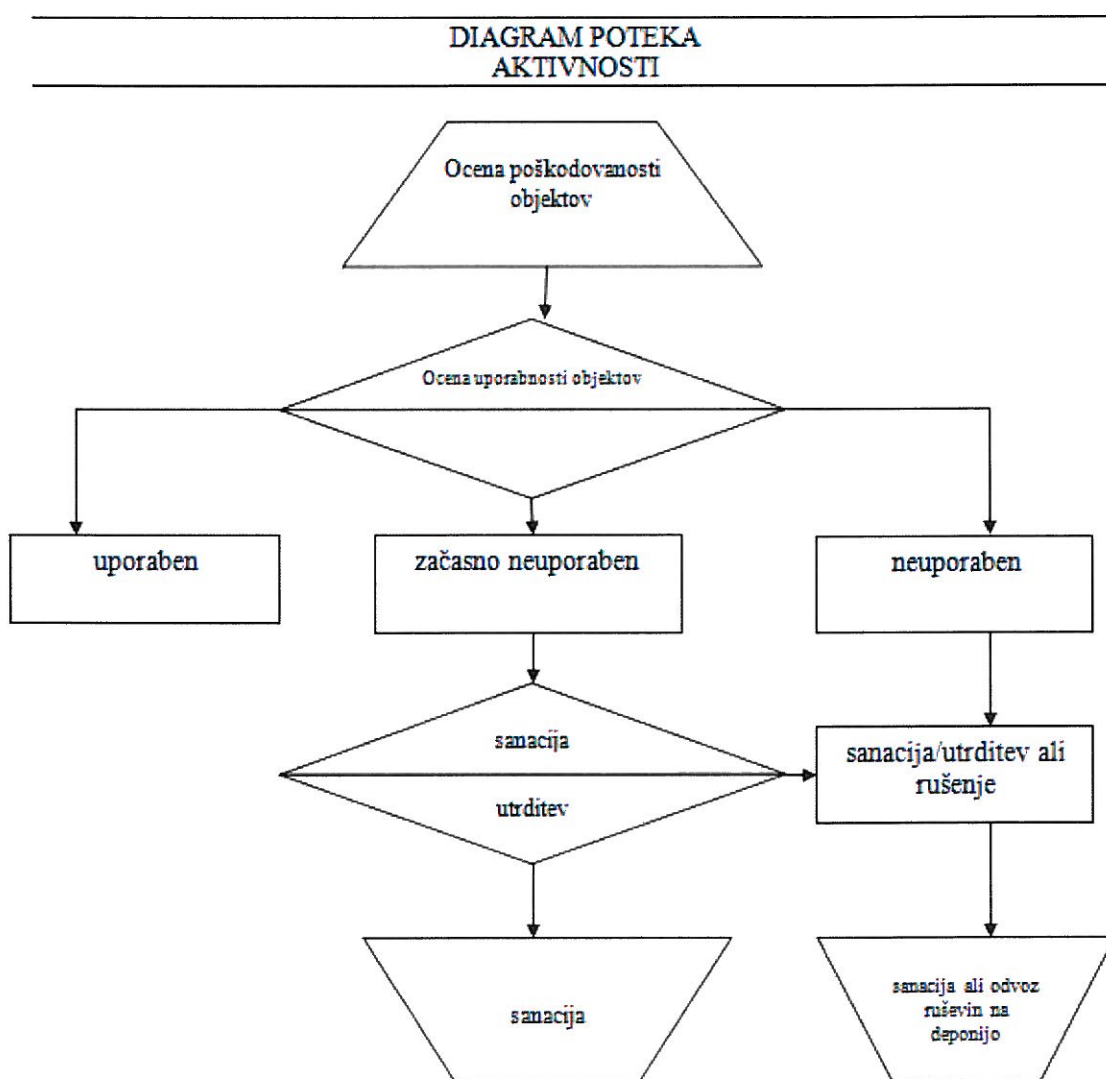 DIAGRAM POTEKA
AKTIVNOSTI
Ocena poškodovanosti
objektov
Ocena uporabnosti objektov
uporaben
začasno neuporaben
neuporaben
sanacija
utrditev
sanacija/utrditev ali
rušenje
sanacija
sanacija ali odvoz
ruševin na
deponijo